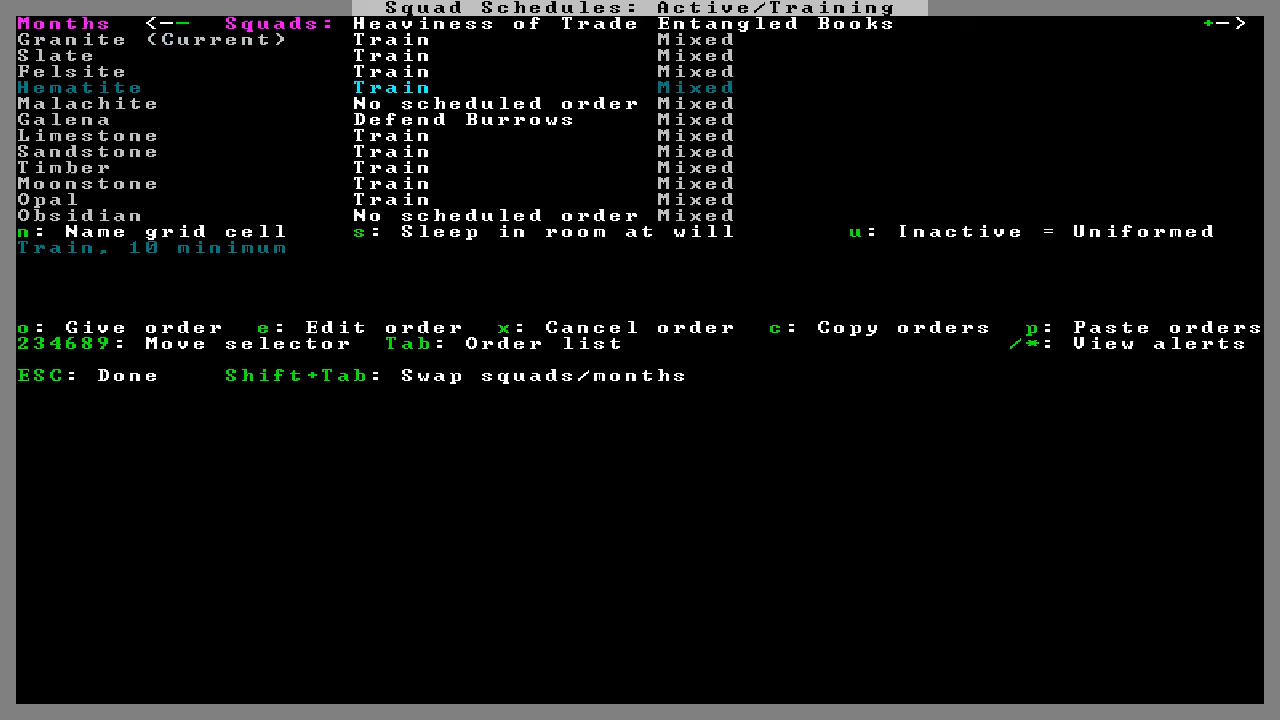 Squad Schedules: Active/Training
Months <-- Squads: Heaviness of Trade Entangled Books +->
Granite (Current) Train Mixed
Slate Train Mixed
Felsite Train Mixed
Hematite Train Mixed
Malachite No scheduled order Mixed
Galena Defend Burrows Mixed
Limestone Train Mixed
Sandstone Train Mixed
Timber Train Mixed
Moonstone Train Mixed
Opal Train Mixed
Obsidian No scheduled order Mixed
n: Name grid cell s: Sleep in room at will u: Inactive = Uniformed
Train, 10 minimum
o: Give order e: Edit order x: Cancel order c: Copy orders p: Paste orders
234689: Move selector Tab: Order list /*: View alerts
ESC: Done Shift+Tab: Swap squads/months